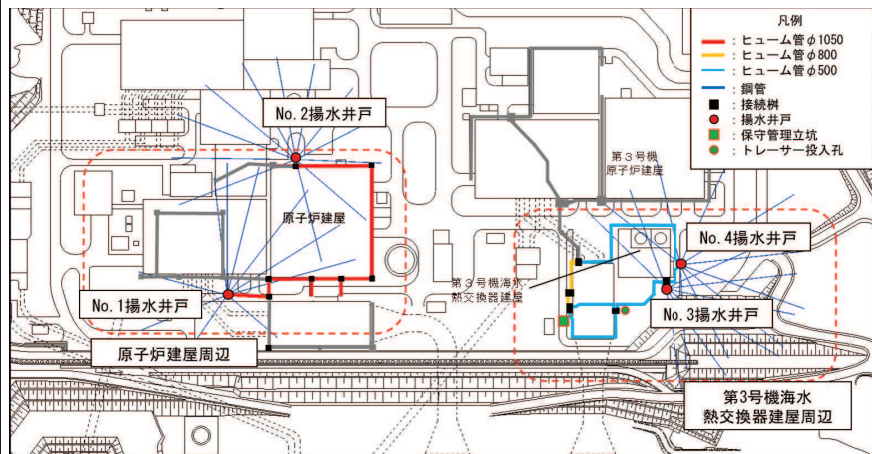 凡例
：ヒューム管φ1050
：ヒューム管φ800
：ヒューム管φ500
：鋼管
：接続桝
：揚水井戸
：保守管理立坑
：トレーサー投入孔
No.2揚水井戸
原子炉建屋
第３号機
原子炉建屋
No.4揚水井戸
第３号機海水
熱交換器建屋
No.1揚水井戸
No.3揚水井戸
原子炉建屋周辺
第3号機海水
熱交換器建屋周辺